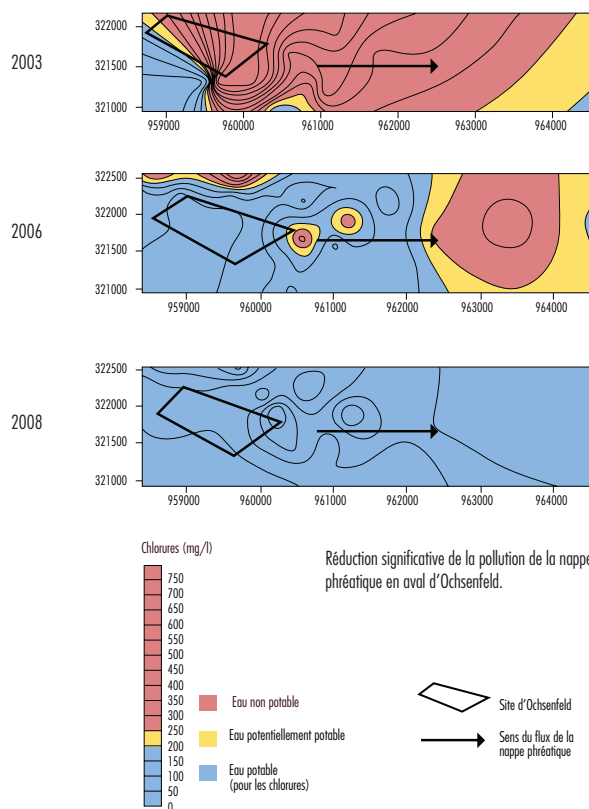 2003
322000
321500
321000
959000 960000 961000 962000 963000 964000
2006
322500
322000
321500
321000
959000 960000 961000 962000 963000 964000
2008
322500
322000
321500
321000
959000 960000 961000 962000 963000 964000
Chlorures (mg/l)
750
700
650
600
550
500
450
400
350
300
250
200
150
100
50
0
Eau non potable
Eau potentiellement potable
Eau potable
(pour les chlorures)
Réduction significative de la pollution de la nappe
phréatique en aval d'Ochsenfeld.
Site d'Ochsenfeld
Sens du flux de la
nappe phréatique